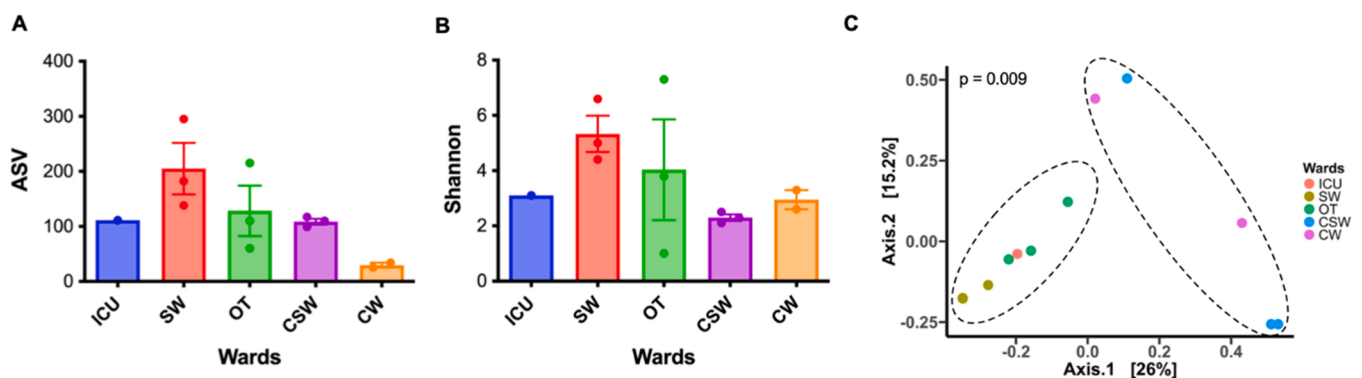 A
ASV
400
300
200
100
0
ICU
SW
OT
CSW
CW
Wards
B
Shannon
8
6
4
2
0
ICU
SW
OT
CSW
CW
Wards
C
p = 0.009
Axis.2 [15.2%]
0.50
0.25
0.00
-0.25
-0.2
0.0
0.2
0.4
Axis.1 [26%]
Wards
ICU
SW
OT
CSW
CW